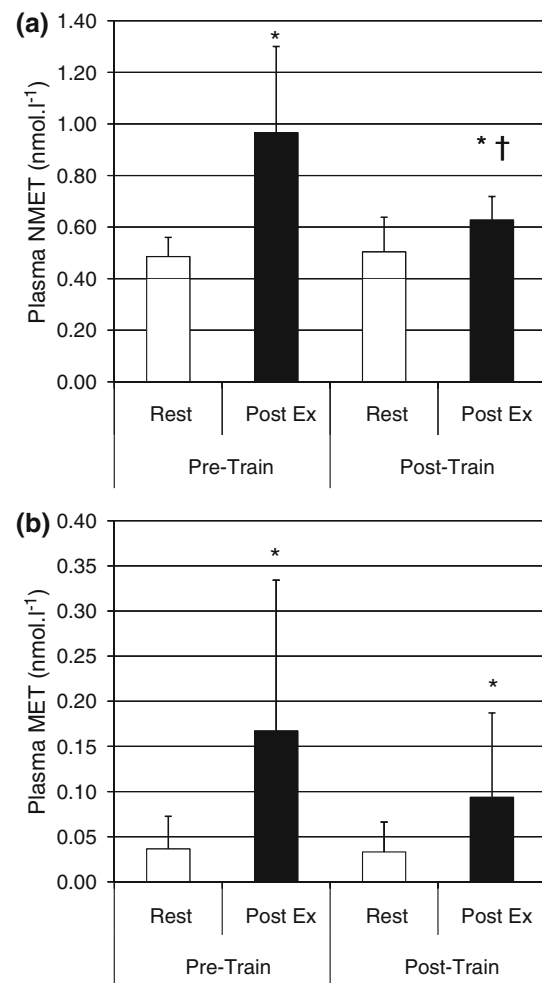 (a)
Plasma NMET (nmol.l-1)
1.40
1.20
1.00
0.80
0.60
0.40
0.20
0.00
*
* †
Rest Post Ex Rest Post Ex
Pre-Train Post-Train
(b)
Plasma MET (nmol.l-1)
0.40
0.35
0.30
0.25
0.20
0.15
0.10
0.05
0.00
*
*
Rest Post Ex Rest Post Ex
Pre-Train Post-Train